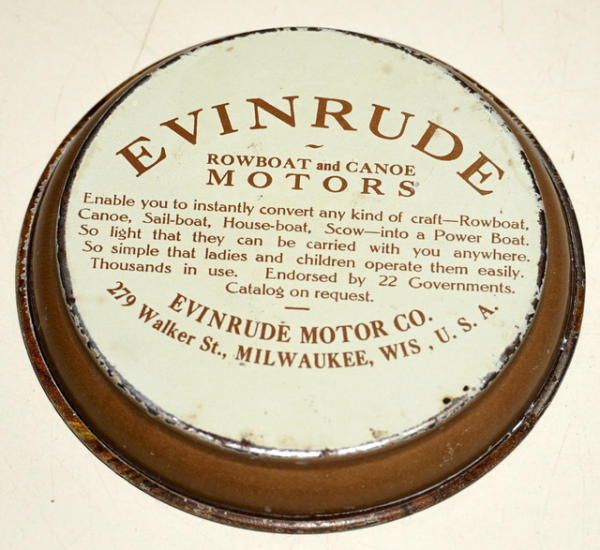 EVINRUDE
~
ROWBOAT and CANOE
MOTORS
Enable you to instantly convert any kind of craft—Rowboat,
Canoe, Sail-boat, House-boat, Scow—into a Power Boat.
So light that they can be carried with you anywhere.
So simple that ladies and children operate them easily.
Thousands in use. Endorsed by 22 Governments.
Catalog on request.
EVINRUDE MOTOR CO.
279 Walker St., MILWAUKEE, WIS, U. S. A.